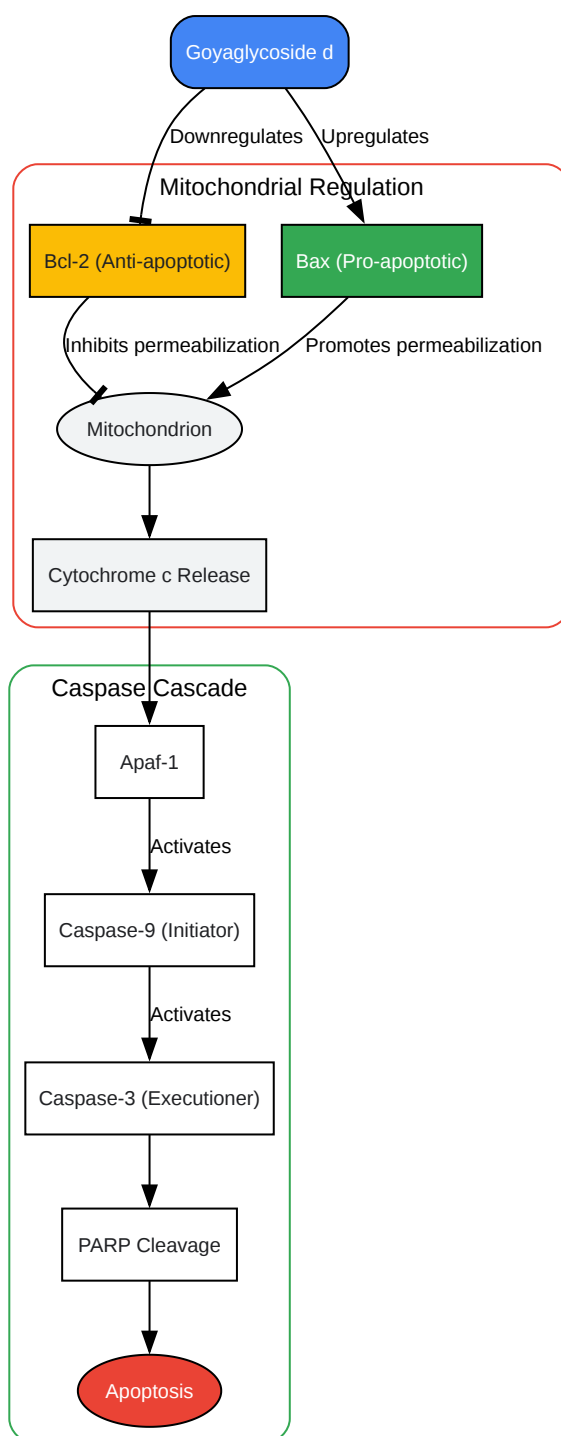 Goyaglycoside d
Downregulates
Upregulates
Mitochondrial Regulation
Bcl-2 (Anti-apoptotic)
Bax (Pro-apoptotic)
Inhibits permeabilization
Promotes permeabilization
Mitochondrion
Cytochrome c Release
Caspase Cascade
Apaf-1
Activates
Caspase-9 (Initiator)
Activates
Caspase-3 (Executioner)
PARP Cleavage
Apoptosis